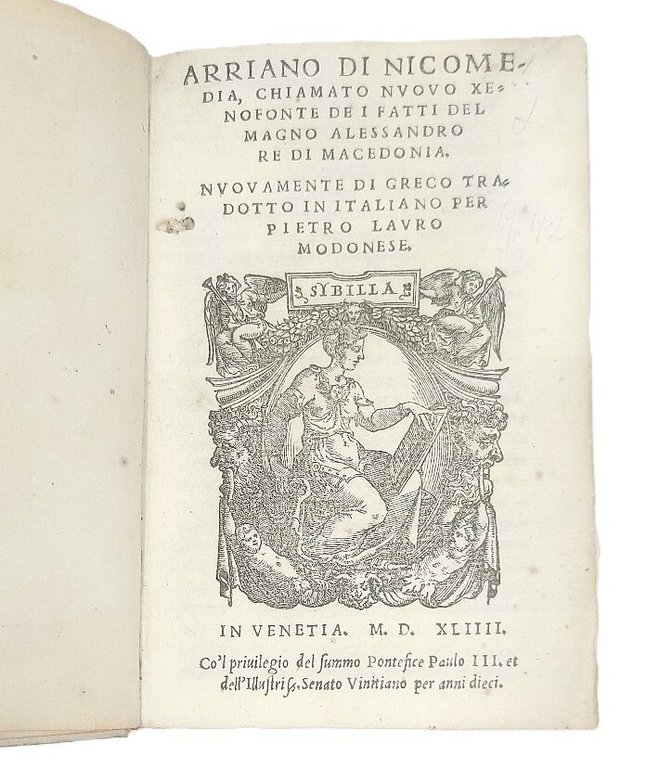 ARRIANO DI NICOME-
DIA, CHIAMATO NVOVO XE-
NOFONTE DE I FATTI DEL
MAGNO ALESSANDRO
RE DI MACEDONIA.
NVOVAMENTE DI GRECO TRA-
DOTTO IN ITALIANO PER
PIETRO LAVRO
MODONESE.
SYBILLA
IN VENETIA. M. D. XLIIII.
Co'l priuilegio del ſummo Pontefice Paulo III. et
dell'Illuſtriſs. Senato Vinitiano per anni dieci.